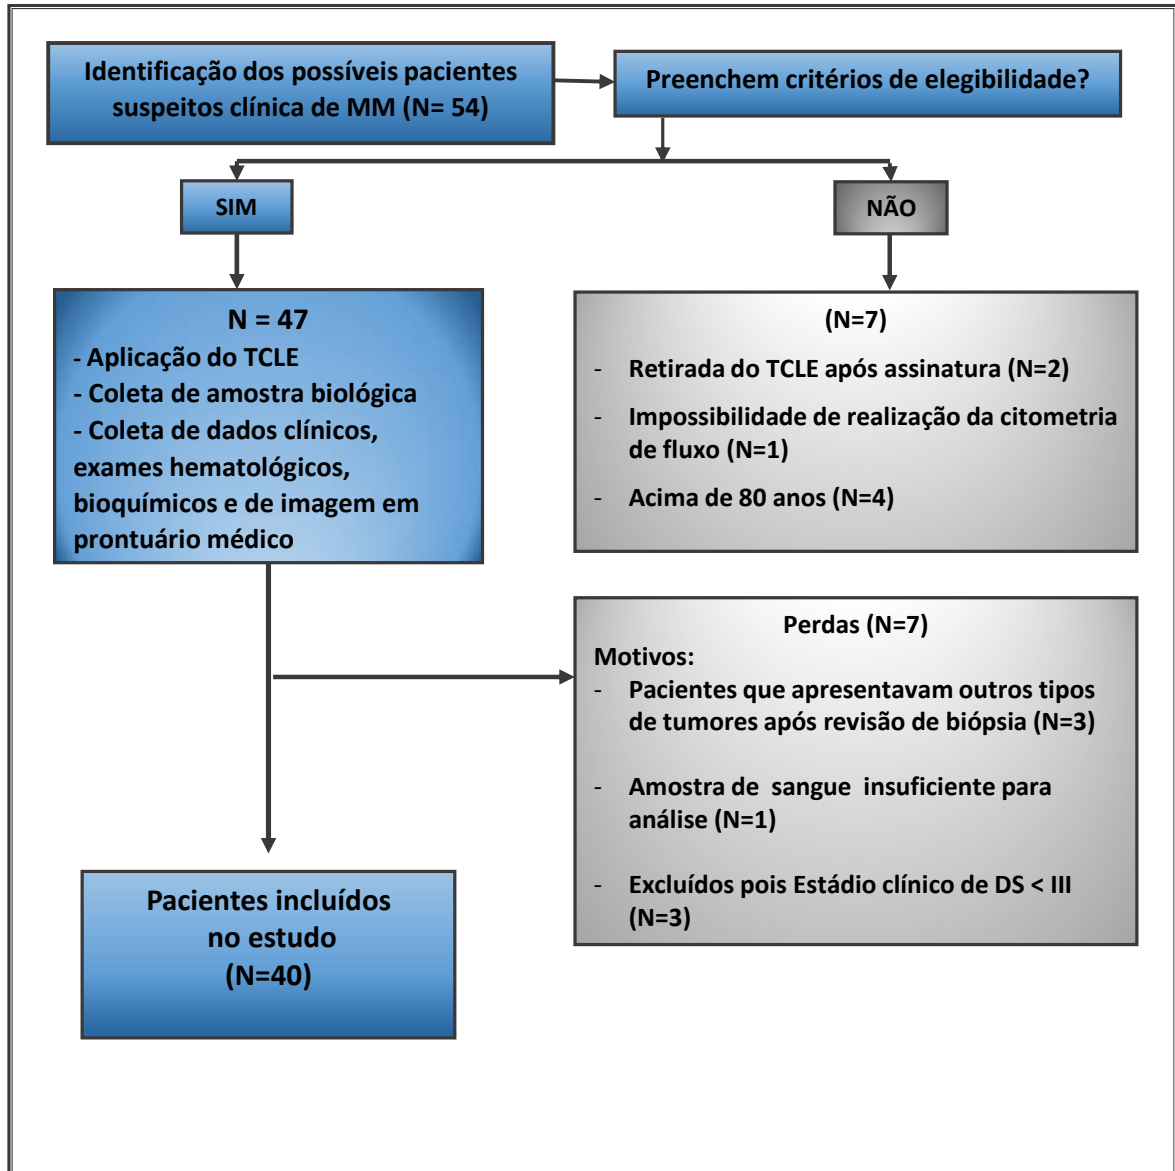 Identificação dos possíveis pacientes
suspeitos clínica de MM (N= 54)
Preenchem critérios de elegibilidade?
SIM
NÃO
N = 47
- Aplicação do TCLE
- Coleta de amostra biológica
- Coleta de dados clínicos,
exames hematológicos,
bioquímicos e de imagem em
prontuário médico
(N=7)
- Retirada do TCLE após assinatura (N=2)
- Impossibilidade de realização da citometria
de fluxo (N=1)
- Acima de 80 anos (N=4)
Perdas (N=7)
Motivos:
- Pacientes que apresentavam outros tipos
de tumores após revisão de biópsia (N=3)
- Amostra de sangue insuficiente para
análise (N=1)
- Excluídos pois Estádio clínico de DS < III
(N=3)
Pacientes incluídos
no estudo
(N=40)